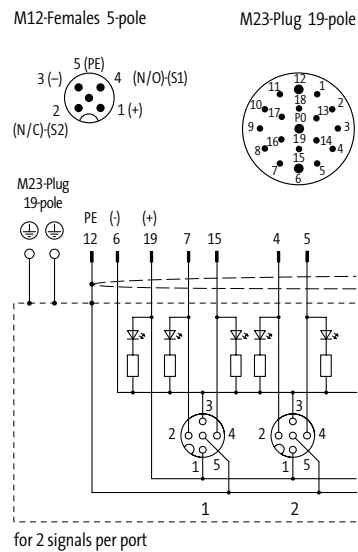 M12-Females 5-pole
M23-Plug 19-pole
5 (PE)
3 (–)
4 (N/O)-(S1)
2
(N/C)-(S2)
1 (+)
12
11
1
10
18
2
17
P0
13
9
3
16
19
14
8
15
4
7
6
5
M23-Plug
19-pole
PE (-) (+)
12 6 19 7 15 4 5
3 3
2 4 2 4
1 5 1 5
1 2
for 2 signals per port